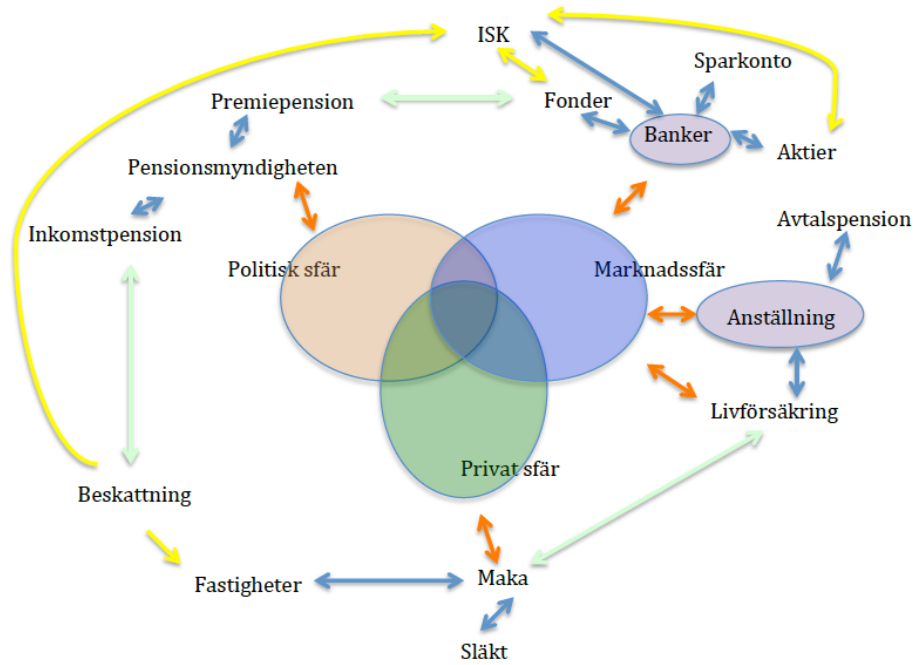 ISK
Sparkonto
Premiepension
Fonder
Banker
Aktier
Pensionsmyndigheten
Avtalspension
Inkomstpension
Politisk sfär
Marknadssfär
Anställning
Livförsäkring
Privat sfär
Beskattning
Fastigheter
Maka
Släkt